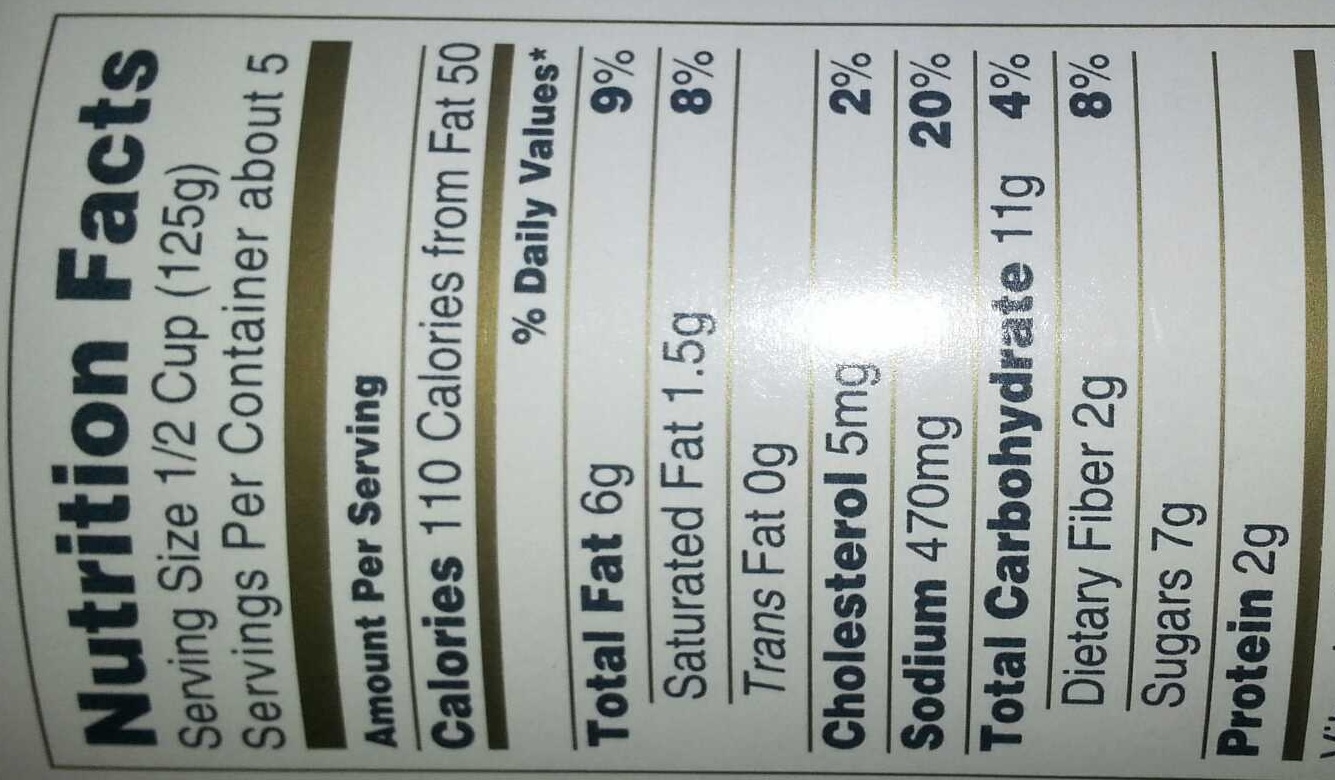 Nutrition Facts
Serving Size 1/2 Cup (125g)
Servings Per Container about 5
Amount Per Serving
Calories 110 Calories from Fat 50
% Daily Values*
Total Fat 6g 9%
Saturated Fat 1.5g 8%
Trans Fat 0g
Cholesterol 5mg 2%
Sodium 470mg 20%
Total Carbohydrate 11g 4%
Dietary Fiber 2g 8%
Sugars 7g
Protein 2g